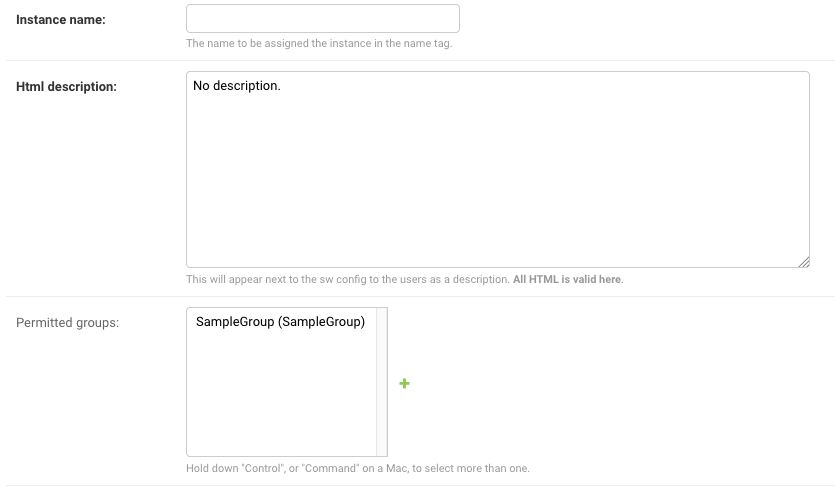 Instance name:
The name to be assigned the instance in the name tag.
Html description:
No description.
This will appear next to the sw config to the users as a description. All HTML is valid here.
Permitted groups:
SampleGroup (SampleGroup)
Hold down "Control", or "Command" on a Mac, to select more than one.